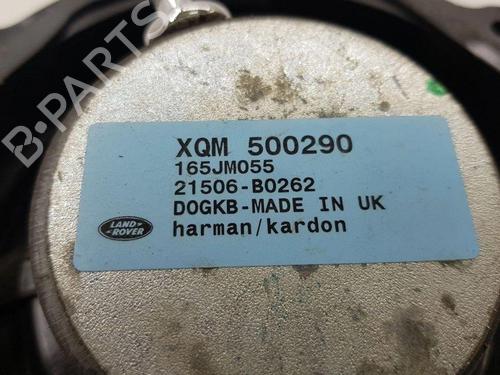 XQM 500290
165JM055
21506-B0262
D0GKB-MADE IN UK
LAND-
ROVER
harman/kardon
B-PARTS